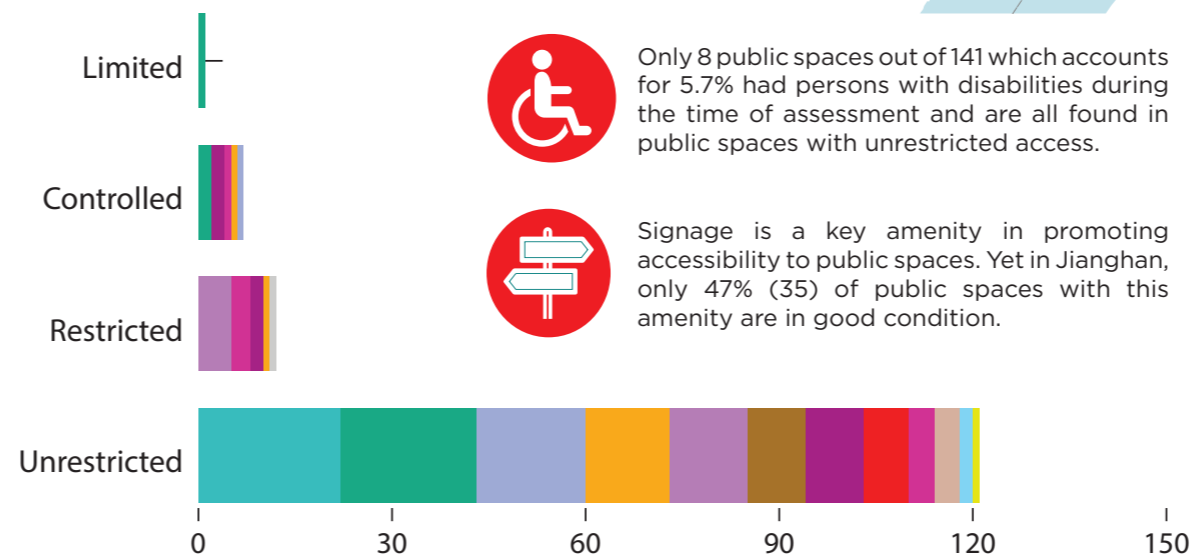 Limited
Controlled
Restricted
Unrestricted
0
30
60
90
120
150
Only 8 public spaces out of 141 which accounts
for 5.7% had persons with disabilities during
the time of assessment and are all found in
public spaces with unrestricted access.
Signage is a key amenity in promoting
accessibility to public spaces. Yet in Jianghan,
only 47% (35) of public spaces with this
amenity are in good condition.